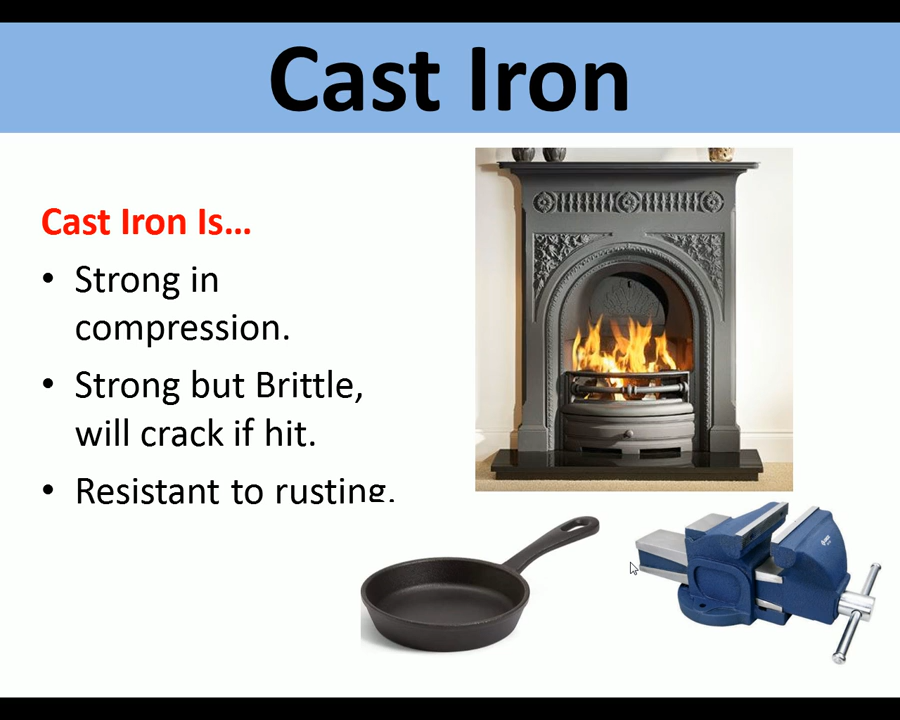 Cast Iron
Cast Iron Is...
• Strong in
compression.
• Strong but Brittle,
will crack if hit.
• Resistant to rusting.